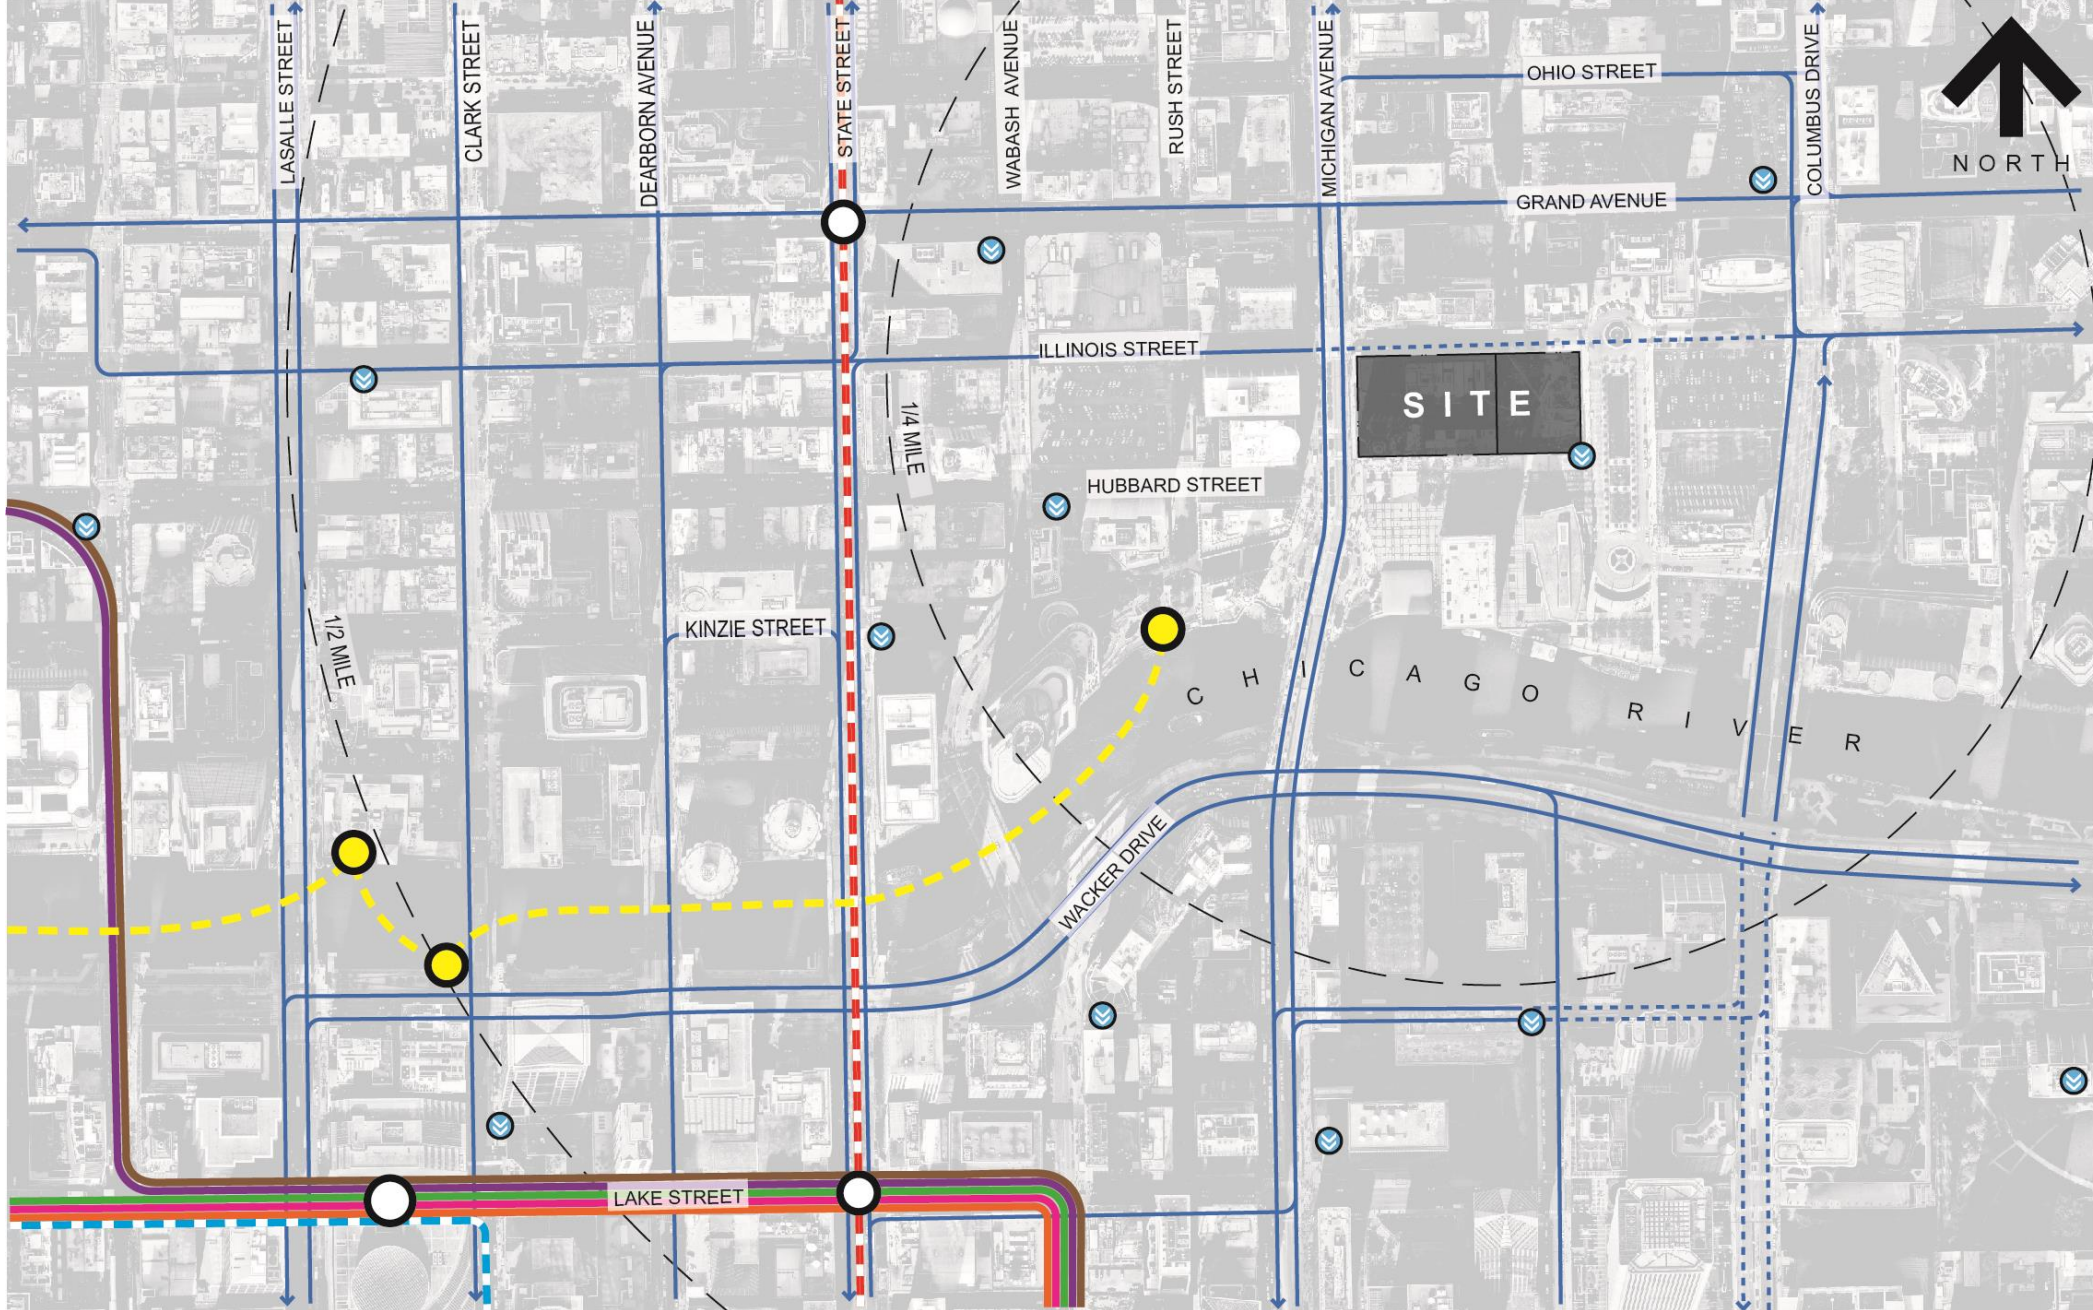 LASALLE STREET
CLARK STREET
DEARBORN AVENUE
STATE STREET
WABASH AVENUE
RUSH STREET
MICHIGAN AVENUE
COLUMBUS DRIVE
OHIO STREET
NORTH
GRAND AVENUE
ILLINOIS STREET
SITE
1/4 MILE
HUBBARD STREET
1/2 MILE
KINZIE STREET
CHICAGO RIVER
WACKER DRIVE
LAKE STREET